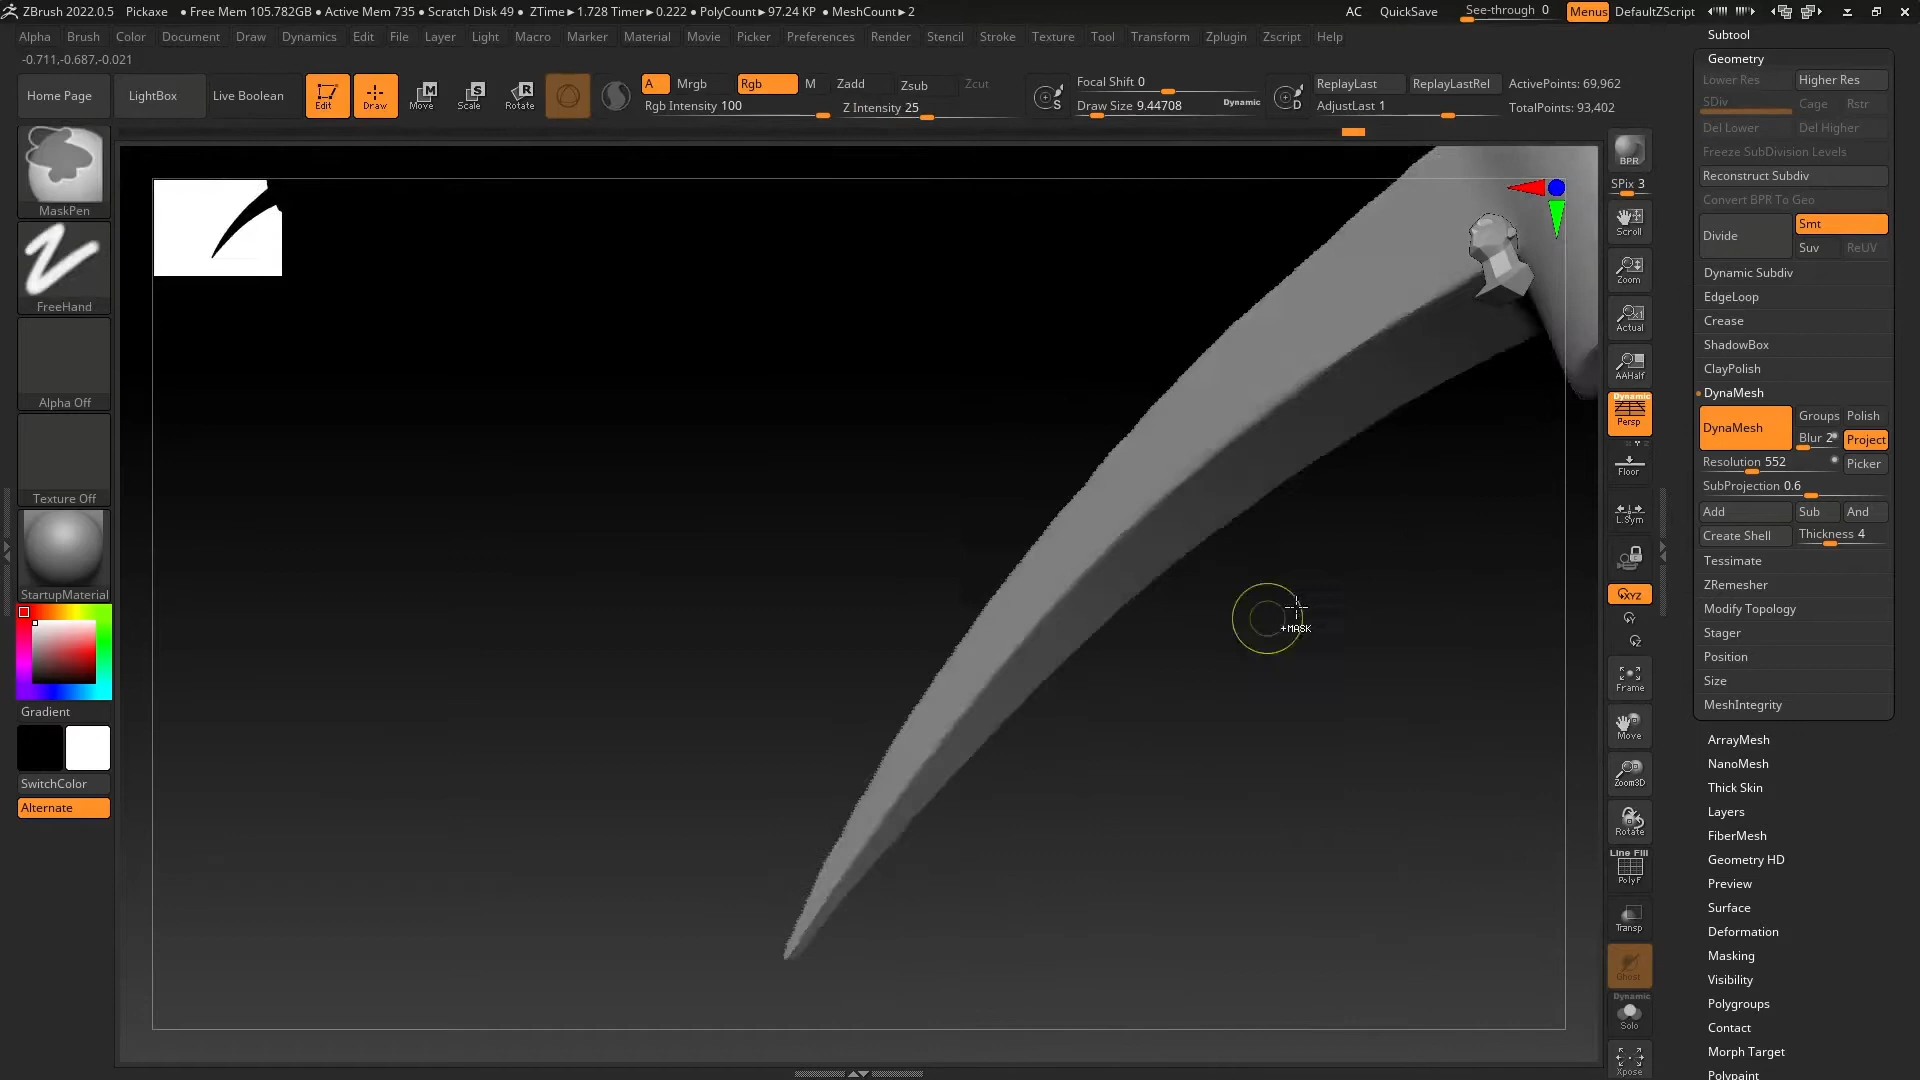 ZBrush 2022.0.5 Pickaxe ● Free Mem 105.782GB ● Active Mem 735 ● Scratch Disk 49 ● ZTime►1.728 Timer►0.222 ● PolyCount►97.24 KP ● MeshCount►2 AC QuickSave See-through 0 Menus DefaultZScript
Alpha Brush Color Document Draw Dynamics Edit File Layer Light Macro Marker Material Movie Picker Preferences Render Stencil Stroke Texture Tool Transform Zplugin Zscript Help
-0.711,-0.687,-0.021
Home Page LightBox Live Boolean Edit Draw Move Scale Rotate
A Mrgb Rgb M Zadd Zsub Zcut
Rgb Intensity 100 Z Intensity 25
S Focal Shift 0
Draw Size 9.44708 Dynamic
D ReplayLast ReplayLastRel
AdjustLast 1
ActivePoints: 69,962
TotalPoints: 93,402
MaskPen
FreeHand
Alpha Off
Texture Off
StartupMaterial
Gradient
SwitchColor
Alternate
+MASK
BPR
SPix 3
Scroll
Zoom
Actual
AAHalf
Dynamic
Persp
Floor
L.Sym
XYZ
Y
Z
Frame
Move
Zoom3D
Rotate
Line Fill
PolyF
Transp
Ghost
Dynamic
Solo
Xpose
Subtool
Geometry
Lower Res Higher Res
SDiv Cage Rstr
Del Lower Del Higher
Freeze SubDivision Levels
Reconstruct Subdiv
Convert BPR To Geo
Divide Smt
Suv ReUV
Dynamic Subdiv
EdgeLoop
Crease
ShadowBox
ClayPolish
DynaMesh
DynaMesh Groups Polish
Blur 2 Project
Resolution 552 Picker
SubProjection 0.6
Add Sub And
Create Shell Thickness 4
Tessimate
ZRemesher
Modify Topology
Stager
Position
Size
MeshIntegrity
ArrayMesh
NanoMesh
Thick Skin
Layers
FiberMesh
Geometry HD
Preview
Surface
Deformation
Masking
Visibility
Polygroups
Contact
Morph Target
Polypaint